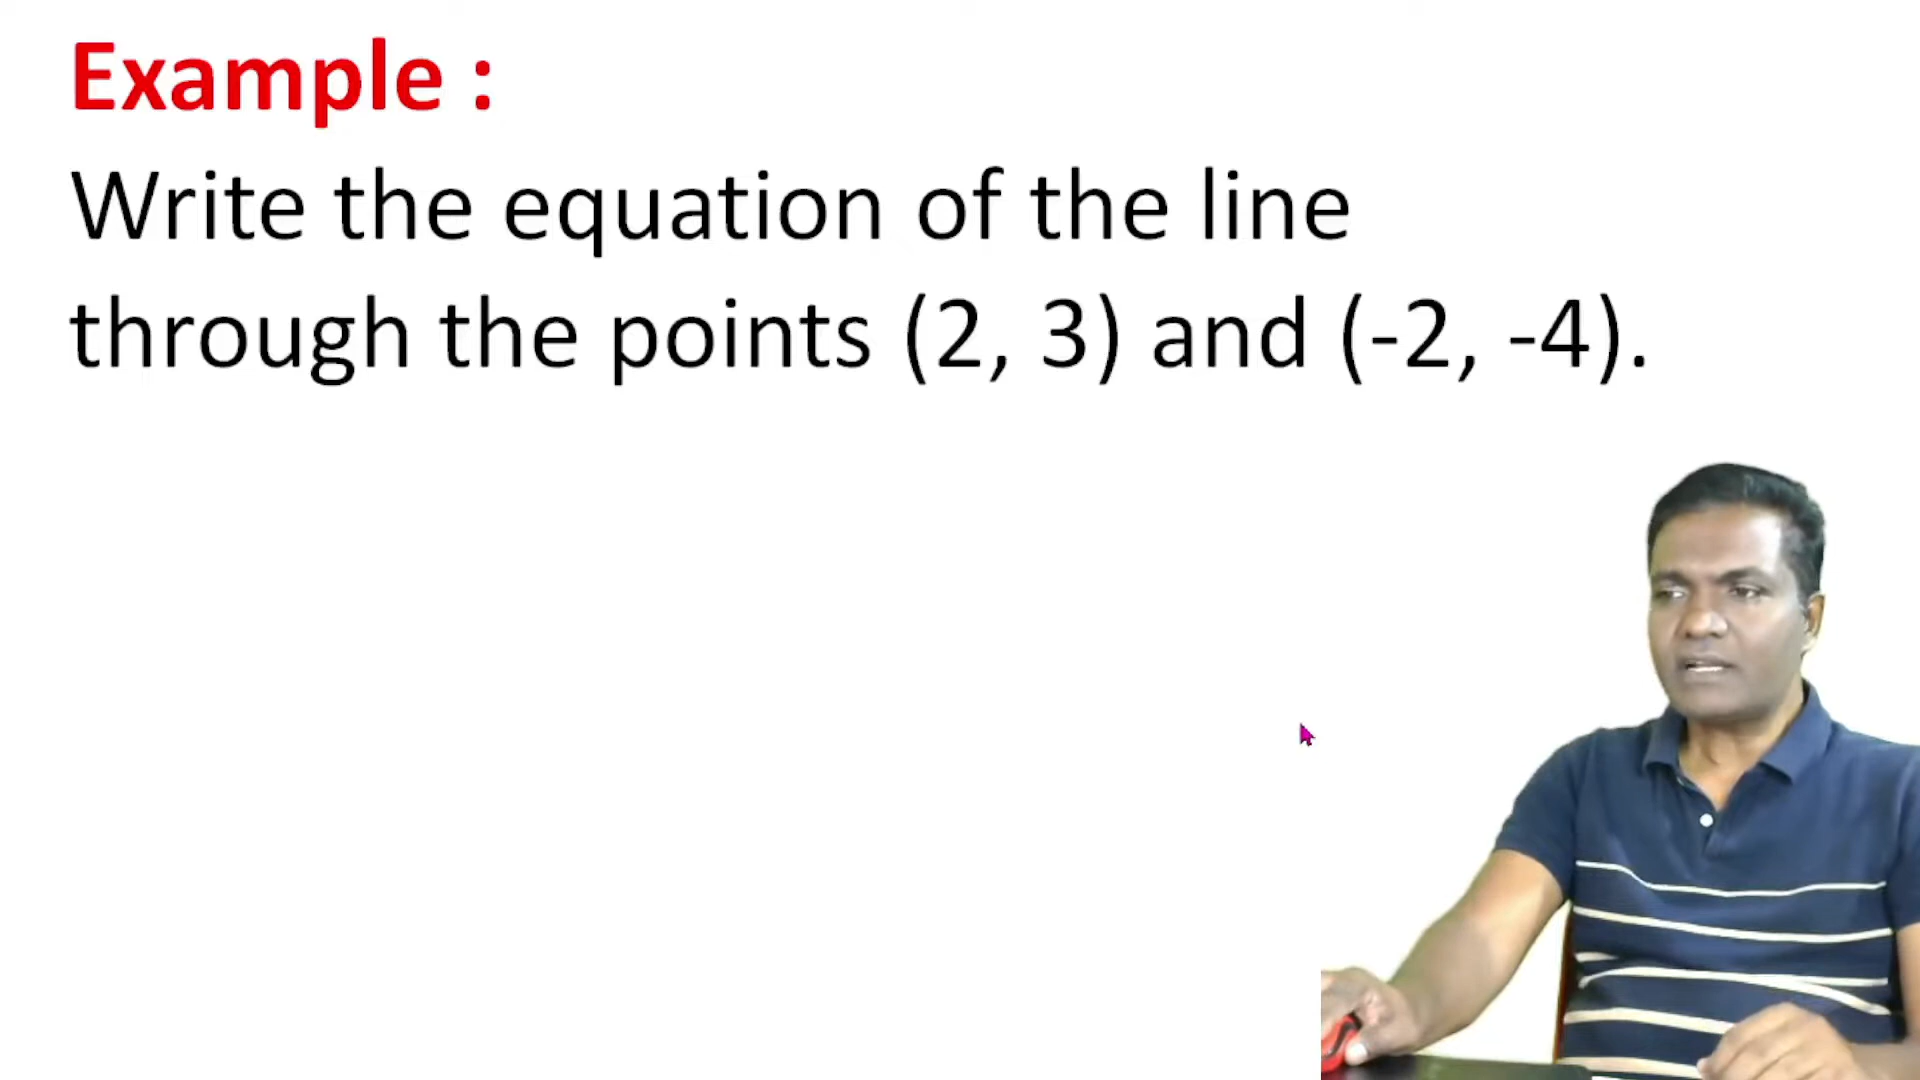 Example :
Write the equation of the line
through the points (2, 3) and (-2, -4).